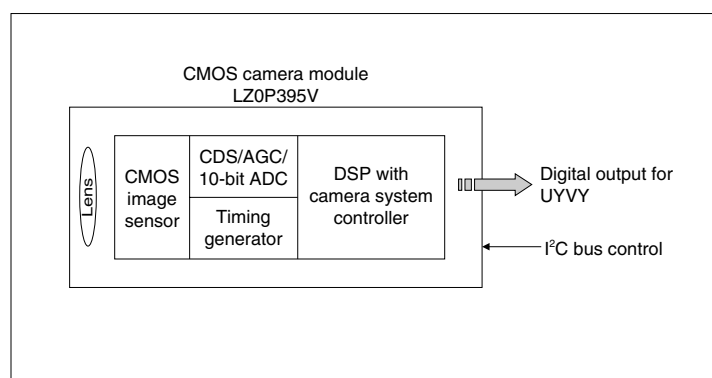 CMOS camera module
LZ0P395V
Lens
CMOS
image
sensor
CDS/AGC/
10-bit ADC
Timing
generator
DSP with
camera system
controller
Digital output for
UYVY
I²C bus control